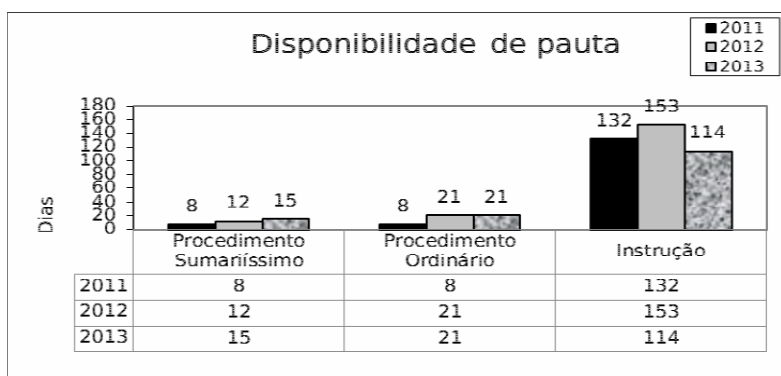 Disponibilidade de pauta
2011
2012
2013
Dias
180
160
140
120
100
80
60
40
20
0
8 12 15
8 21 21
132 153 114
Procedimento
Sumariíssimo
Procedimento
Ordinário
Instrução
2011 8 8 132
2012 12 21 153
2013 15 21 114